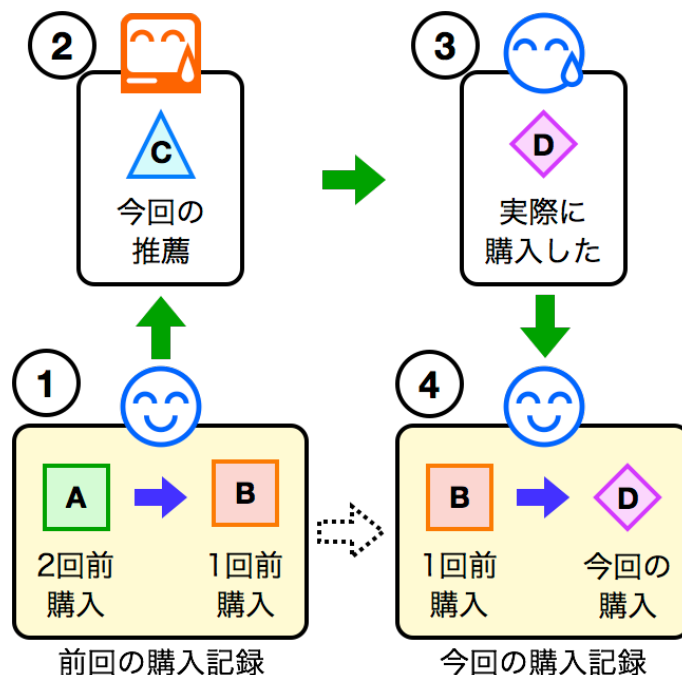 ②
③
C
今回の
推薦
D
実際に
購入した
①
④
A
B
2回前
購入
1回前
購入
前回の購入記録
B
D
1回前
購入
今回の
購入
今回の購入記録